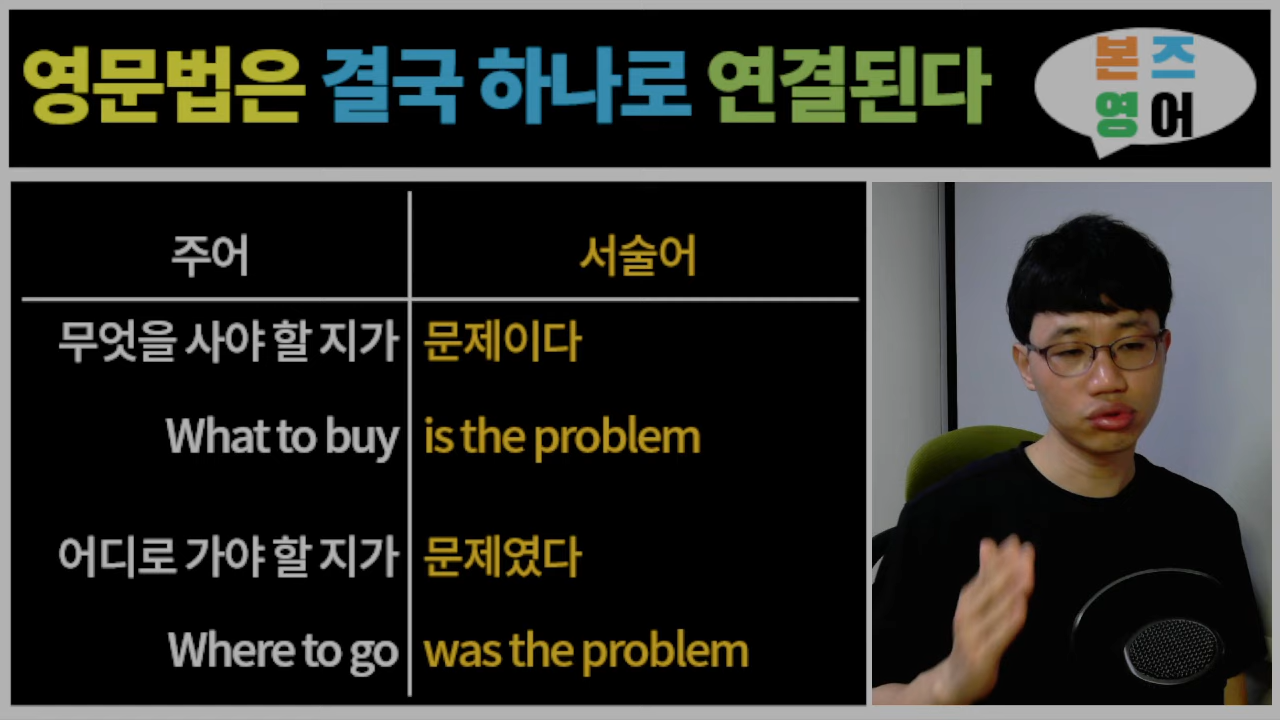 영문법은 결국 하나로 연결된다
본즈
영어
주어 서술어
무엇을 사야 할 지가 문제이다
What to buy is the problem
어디로 가야 할 지가 문제였다
Where to go was the problem